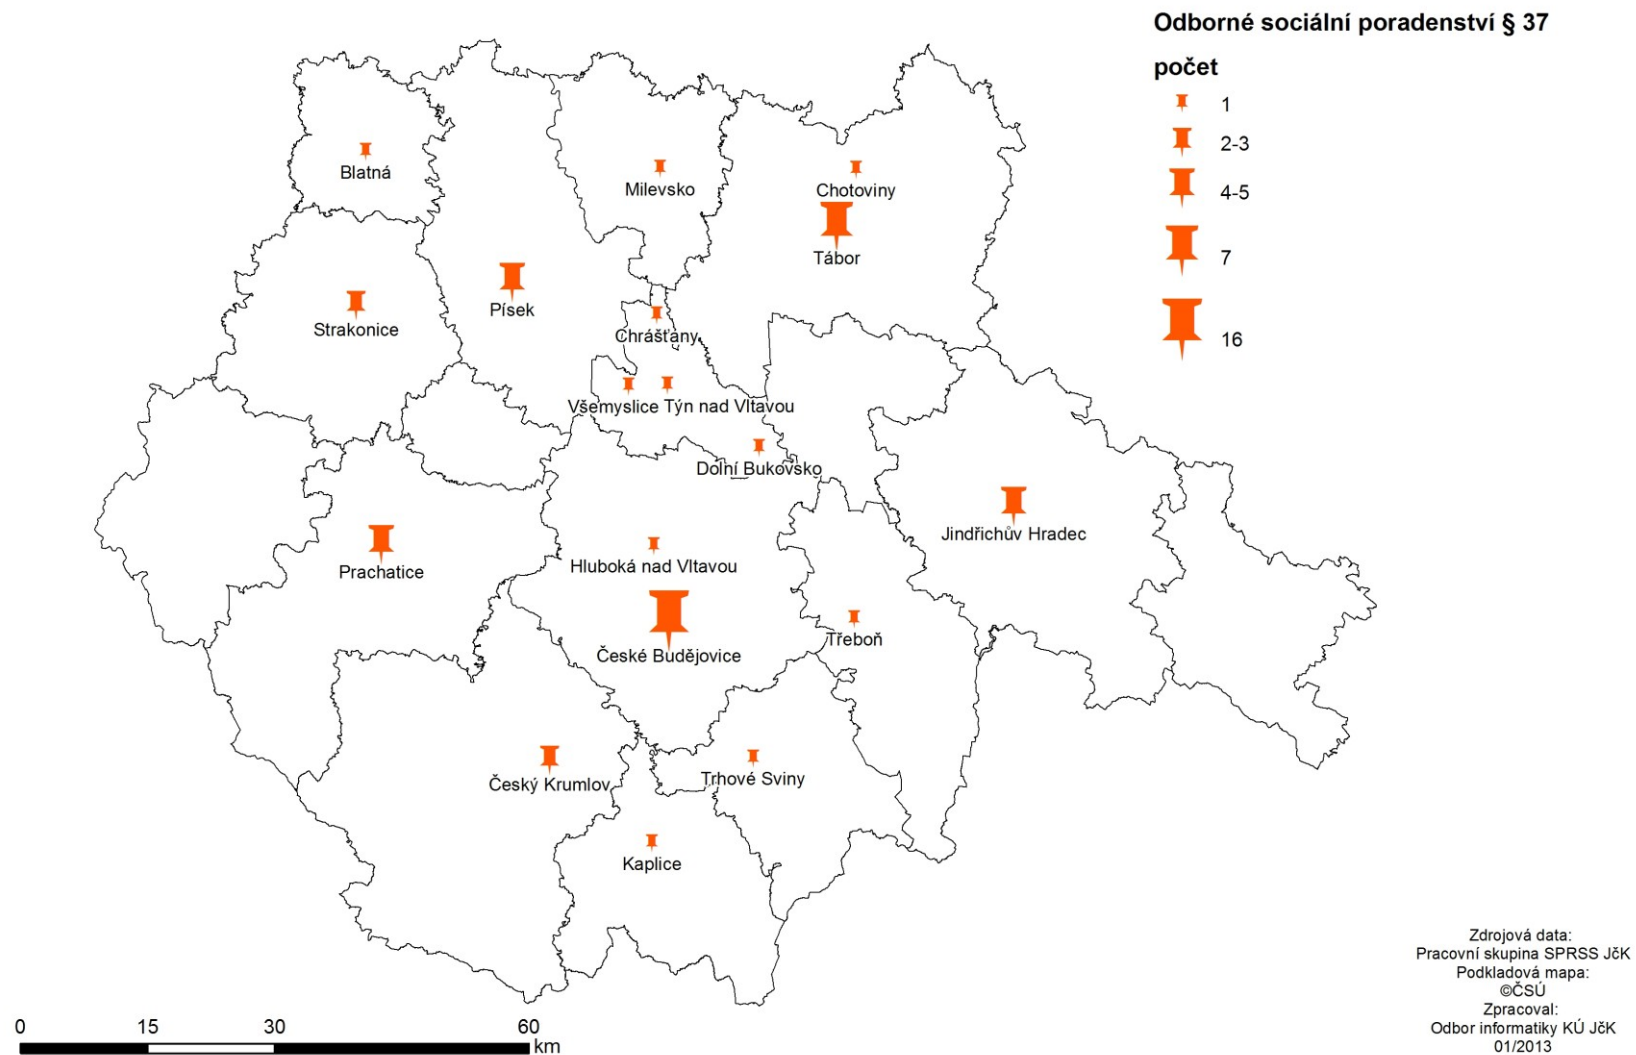 Odborné sociální poradenství § 37
počet
1
2-3
4-5
7
16
Blatná
Milevsko
Chotoviny
Tábor
Písek
Strakonice
Chrášťany
Všemyslice Týn nad Vltavou
Dolní Bukovsko
Jindřichův Hradec
Prachatice
Hluboká nad Vltavou
Třeboň
České Budějovice
Český Krumlov
Trhové Sviny
Kaplice
Zdrojová data:
Pracovní skupina SPRSS JčK
Podkladová mapa:
©ČSÚ
Zpracoval:
Odbor informatiky KÚ JčK
01/2013
0 15 30 60
km